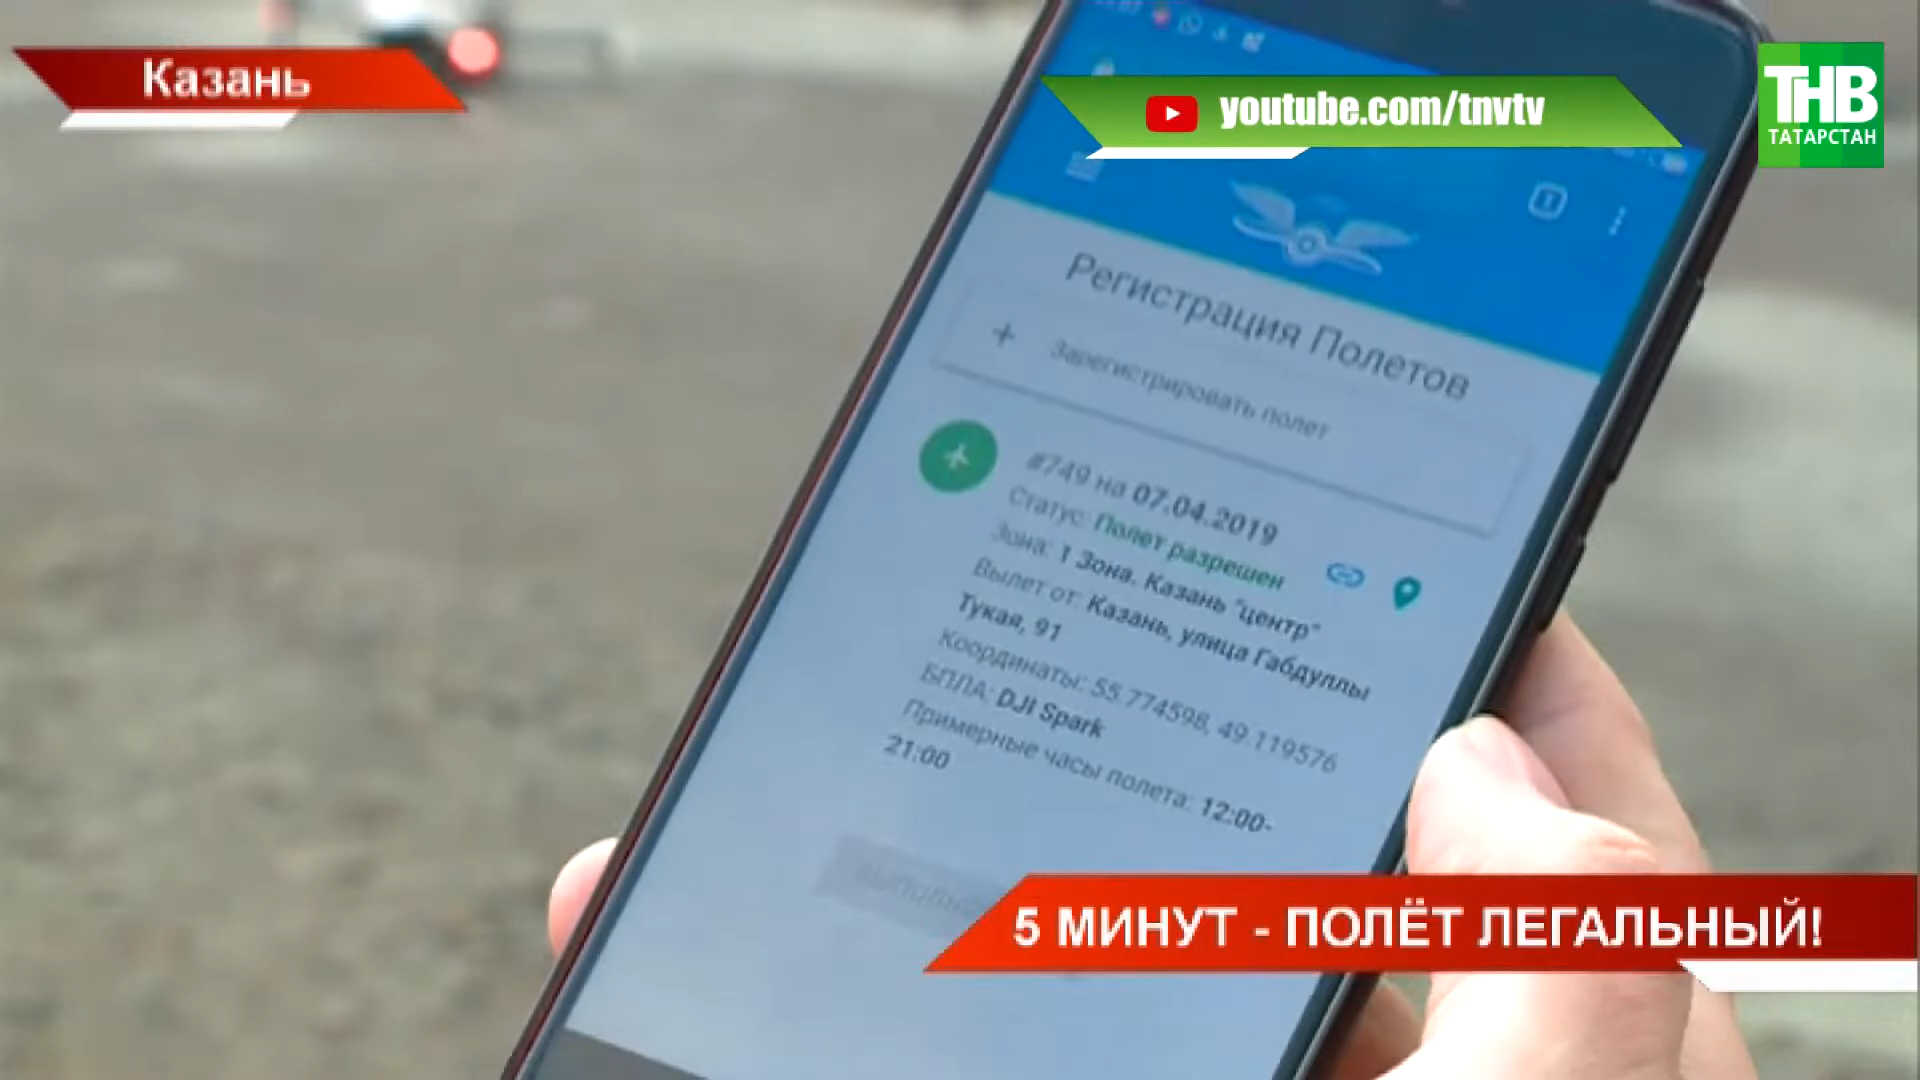 Казань
youtube.com/tnvtv
ТНВ
ТАТАРСТАН
1
Регистрация Полетов
+ Зарегистрировать полет
#749 на 07.04.2019
Статус: Полет разрешен
Зона: 1 Зона. Казань "центр"
Вылет от: Казань, улица Габдуллы
Тукая, 91
Координаты: 55.774598, 49.119576
БПЛА: DJI Spark
Примерные часы полета: 12:00-
21:00
5 МИНУТ - ПОЛЁТ ЛЕГАЛЬНЫЙ!